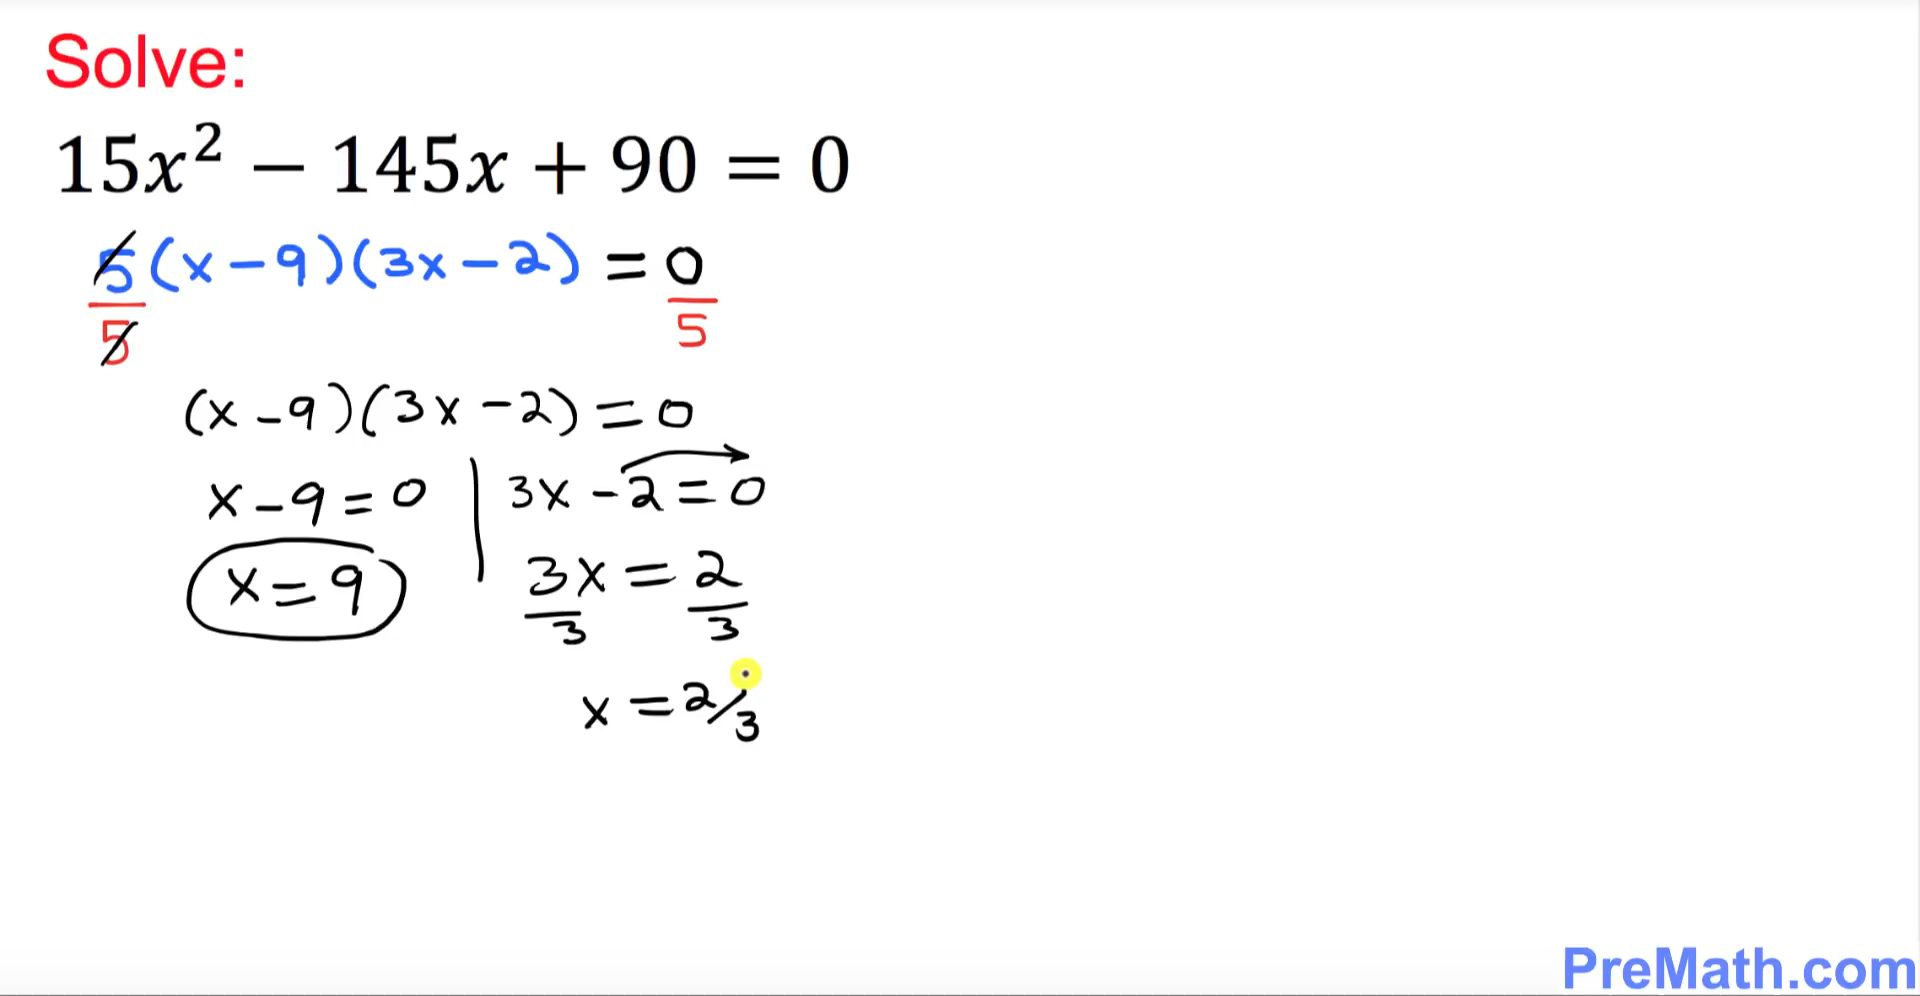 Solve:
15x² − 145x + 90 = 0
5(x-9)(3x-2) = 0
5 5
(x-9)(3x-2)=0
x-9=0 | 3x-2=0
x=9
3x = 2
3 3
x = 2/3
PreMath.com